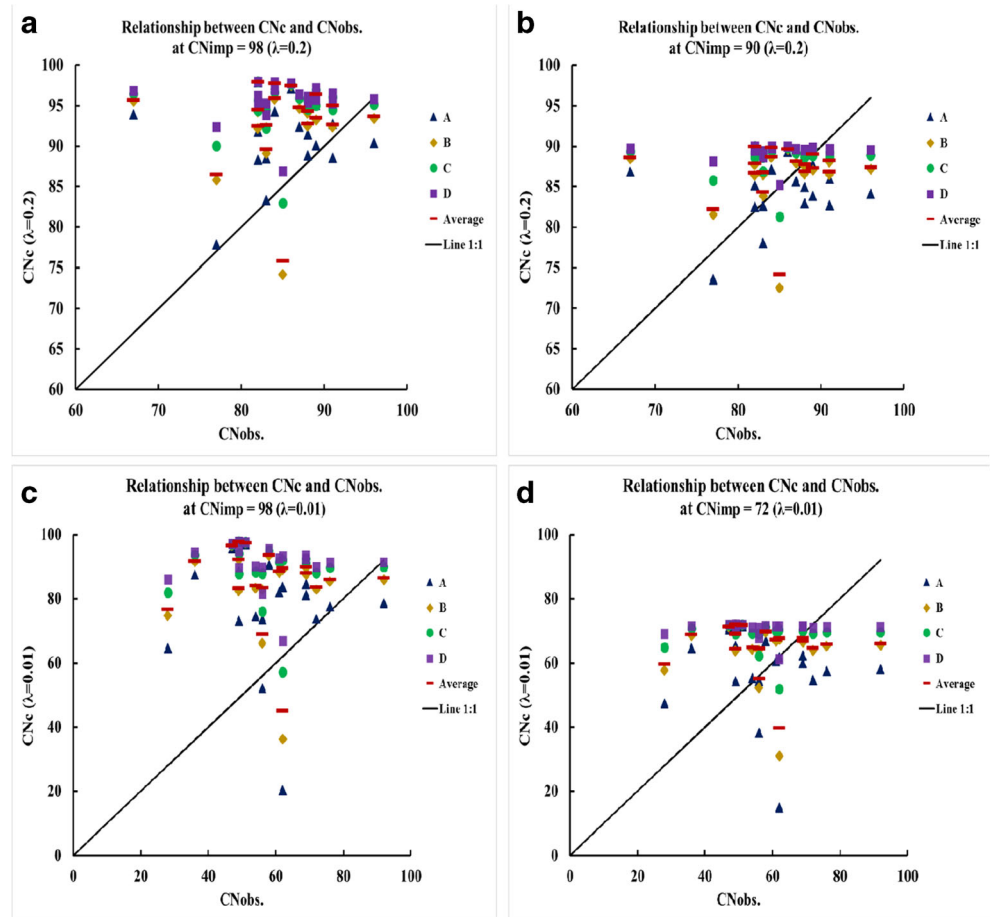 a
Relationship between CNc and CNobs.
at CNimp = 98 (λ=0.2)
100
95
90
85
80
75
70
65
60
60
70
80
90
100
CNc (λ=0.2)
CNobs.
A
B
C
D
Average
Line 1:1
b
Relationship between CNc and CNobs.
at CNimp = 90 (λ=0.2)
100
95
90
85
80
75
70
65
60
60
70
80
90
100
CNc (λ=0.2)
CNobs.
A
B
C
D
Average
Line 1:1
c
Relationship between CNc and CNobs.
at CNimp = 98 (λ=0.01)
100
80
60
40
20
0
0
20
40
60
80
100
CNc (λ=0.01)
CNobs.
A
B
C
D
Average
Line 1:1
d
Relationship between CNc and CNobs.
at CNimp = 72 (λ=0.01)
100
80
60
40
20
0
0
20
40
60
80
100
CNc (λ=0.01)
CNobs.
A
B
C
D
Average
Line 1:1